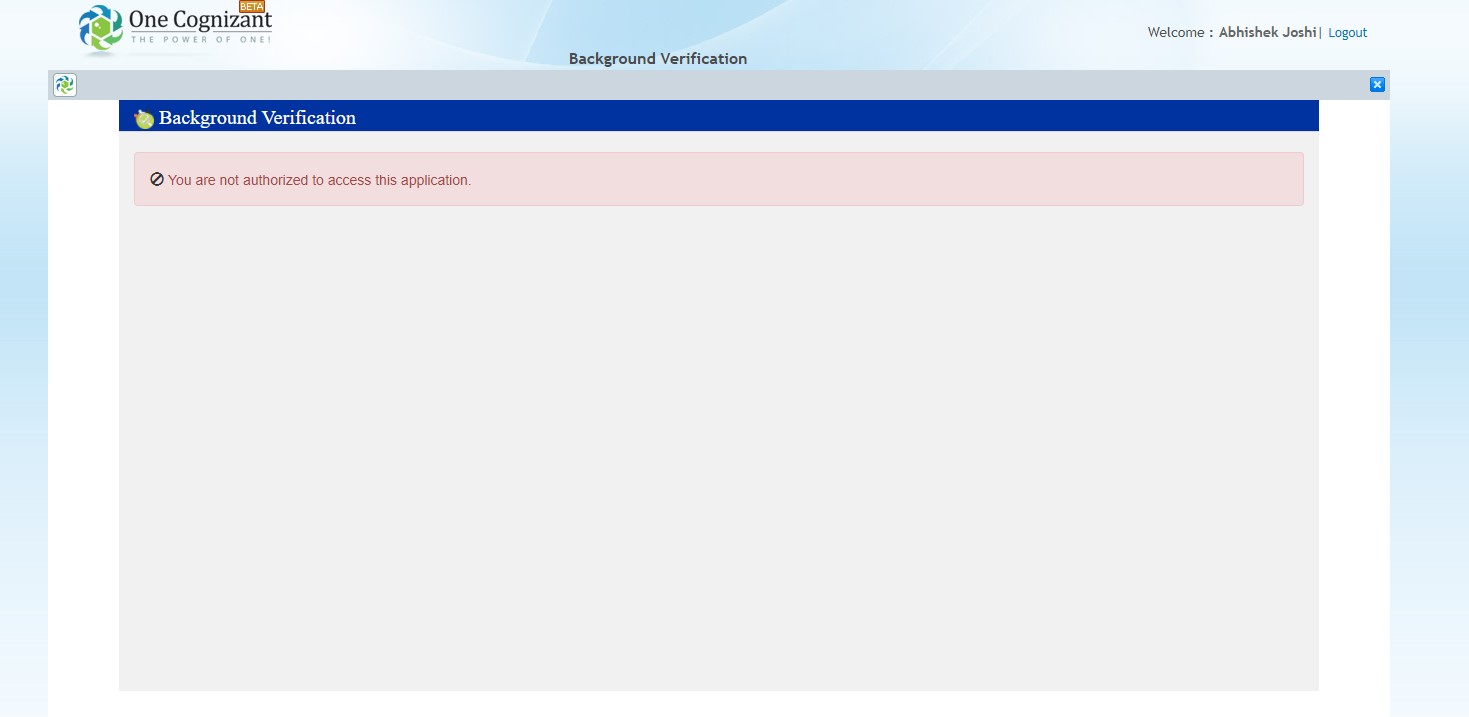 BETA
One Cognizant
THE POWER OF ONE!
Welcome : Abhishek Joshi| Logout
Background Verification
Background Verification
You are not authorized to access this application.